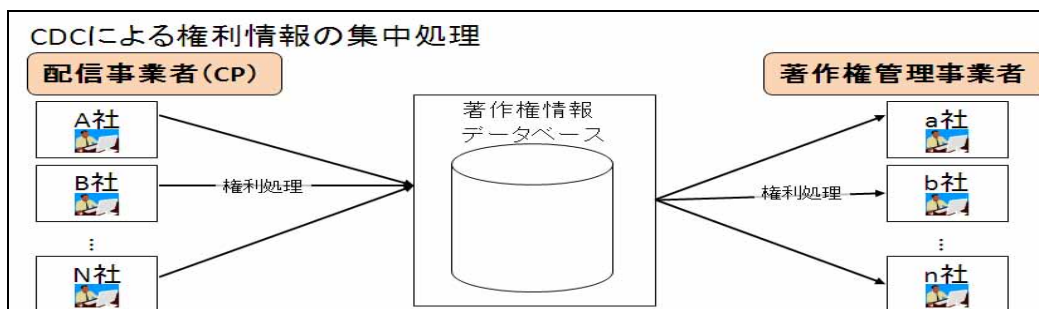 CDCによる権利情報の集中処理
配信事業者(CP)
著作権管理事業者
A社
B社
⋮
N社
権利処理
著作権情報
データベース
権利処理
a社
b社
⋮
n社